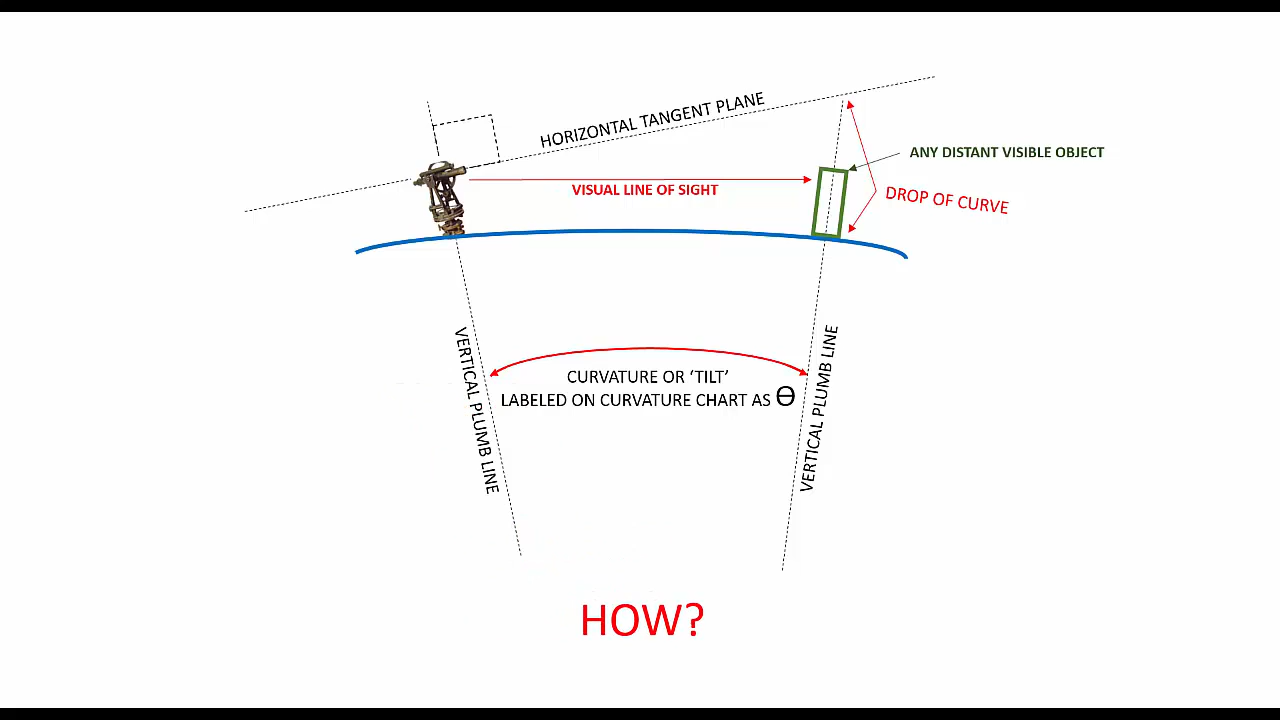 HORIZONTAL TANGENT PLANE
ANY DISTANT VISIBLE OBJECT
VISUAL LINE OF SIGHT
DROP OF CURVE
VERTICAL PLUMB LINE
VERTICAL PLUMB LINE
CURVATURE OR ‘TILT’
LABELED ON CURVATURE CHART AS Ө
HOW?